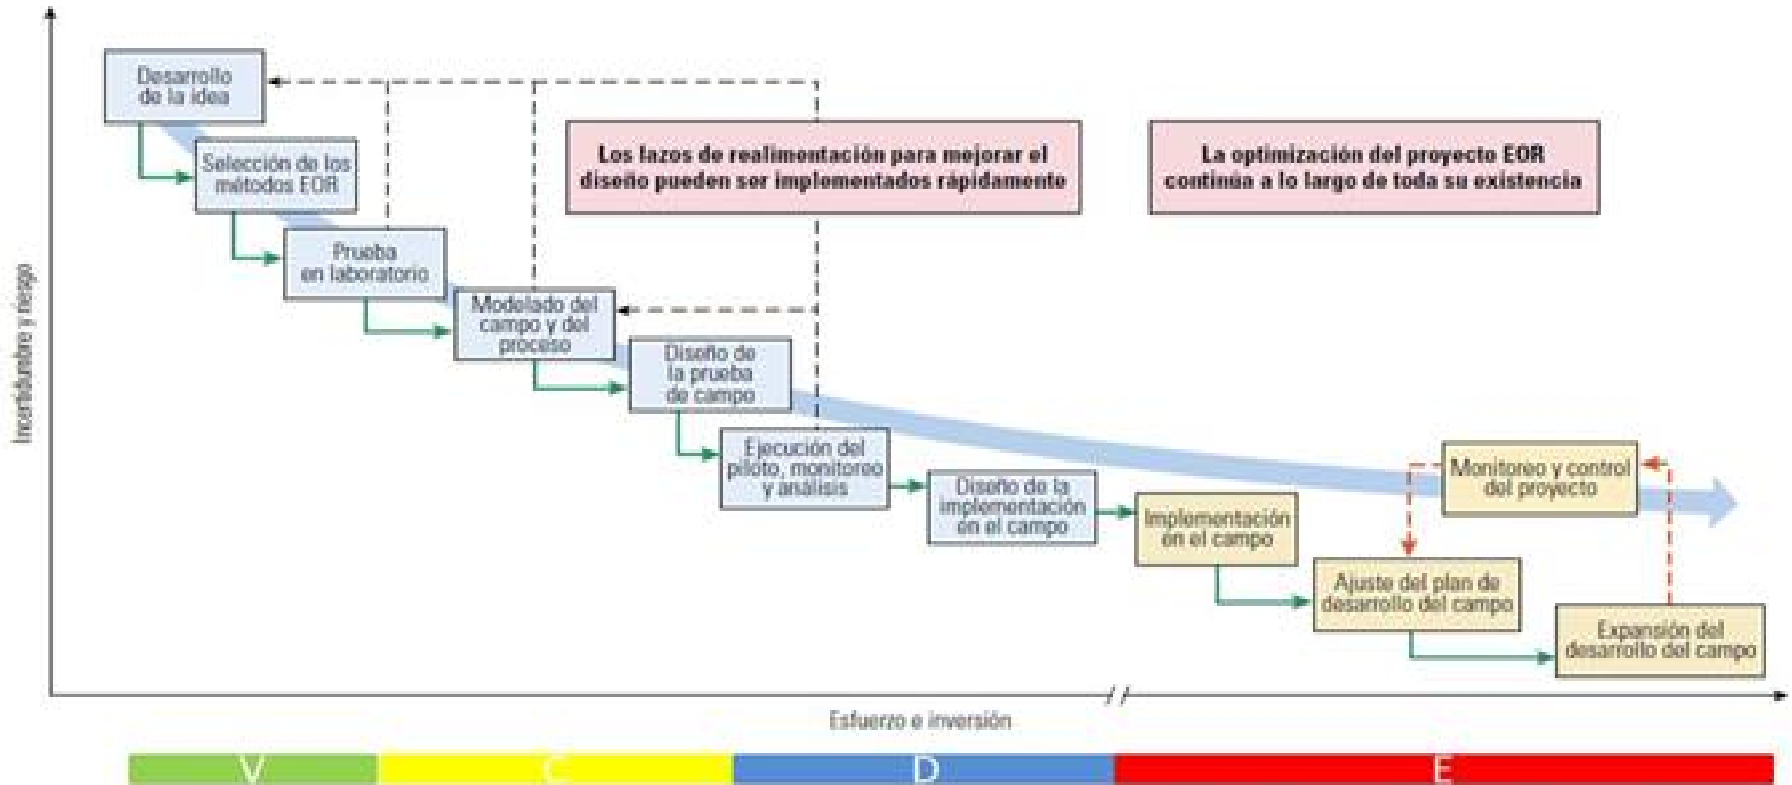 Desarrollo
de la idea
Selección de los
métodos EOR
Los lazos de realimentación para mejorar el
diseño pueden ser implementados rápidamente
La optimización del proyecto EOR
continúa a lo largo de toda su existencia
Prueba
en laboratorio
Modelado del
campo y del
proceso
Diseño de
la prueba
de campo
Ejecución del
piloto, monitoreo
y análisis
Diseño de la
implementación
en el campo
Implementación
en el campo
Monitoreo y control
del proyecto
Ajuste del plan de
desarrollo del campo
Expansión del
desarrollo del campo
Incertidumbre y riesgo
Esfuerzo e inversión
V
C
D
E